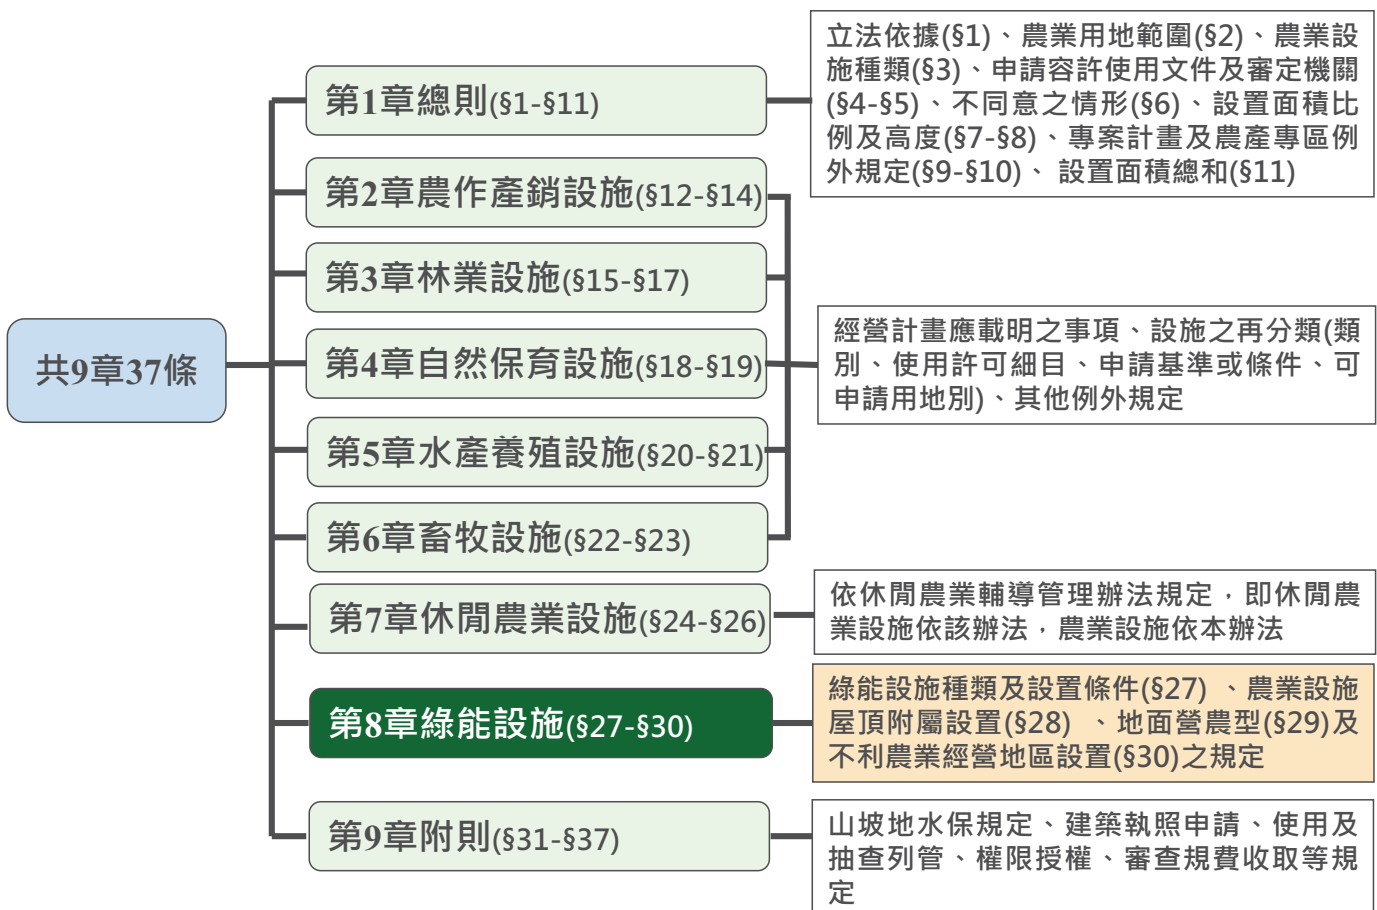 共9章37條
第1章總則(§1-§11)
立法依據(§1)、農業用地範圍(§2)、農業設
施種類(§3)、申請容許使用文件及審定機關
(§4-§5)、不同意之情形(§6)、設置面積比
例及高度(§7-§8)、專案計畫及農產專區例
外規定(§9-§10)、 設置面積總和(§11)
第2章農作產銷設施(§12-§14)
第3章林業設施(§15-§17)
第4章自然保育設施(§18-§19)
第5章水產養殖設施(§20-§21)
第6章畜牧設施(§22-§23)
經營計畫應載明之事項、設施之再分類(類
別、使用許可細目、申請基準或條件、可
申請用地別)、其他例外規定
第7章休閒農業設施(§24-§26)
依休閒農業輔導管理辦法規定，即休閒農
業設施依該辦法，農業設施依本辦法
第8章綠能設施(§27-§30)
綠能設施種類及設置條件(§27) 、農業設施
屋頂附屬設置(§28) 、地面營農型(§29)及
不利農業經營地區設置(§30)之規定
第9章附則(§31-§37)
山坡地水保規定、建築執照申請、使用及
抽查列管、權限授權、審查規費收取等規
定